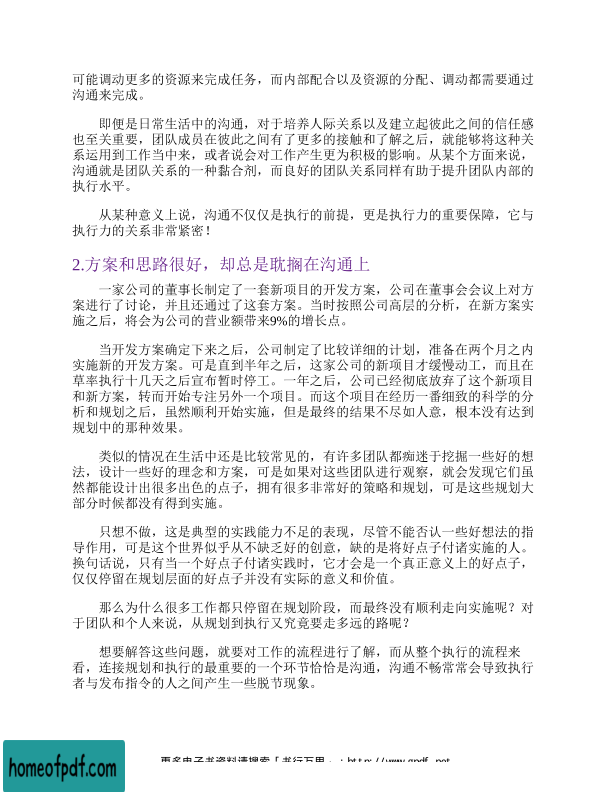 可能调动更多的资源来完成任务，而内部配合以及资源的分配、调动都需要通过
沟通来完成。
即便是日常生活中的沟通，对于培养人际关系以及建立起彼此之间的信任感
也至关重要，团队成员在彼此之间有了更多的接触和了解之后，就能够将这种关
系运用到工作当中来，或者说会对工作产生更为积极的影响。从某个方面来说，
沟通就是团队关系的一种黏合剂，而良好的团队关系同样有助于提升团队内部的
执行水平。
从某种意义上说，沟通不仅仅是执行的前提，更是执行力的重要保障，它与
执行力的关系非常紧密！
2.方案和思路很好，却总是耽搁在沟通上
一家公司的董事长制定了一套新项目的开发方案，公司在董事会会议上对方
案进行了讨论，并且还通过了这套方案。当时按照公司高层的分析，在新方案实
施之后，将会为公司的营业额带来9%的增长点。
当开发方案确定下来之后，公司制定了比较详细的计划，准备在两个月之内
实施新的开发方案。可是直到半年之后，这家公司的新项目才缓慢动工，而且在
草率执行十几天之后宣布暂时停工。一年之后，公司已经彻底放弃了这个新项目
和新方案，转而开始专注另外一个项目。而这个项目在经历一番细致的科学的分
析和规划之后，虽然顺利开始实施，但是最终的结果不尽如人意，根本没有达到
规划中的那种效果。
类似的情况在生活中还是比较常见的，有许多团队都痴迷于挖掘一些好的想
法，设计一些好的理念和方案，可是如果对这些团队进行观察，就会发现它们虽
然都能设计出很多出色的点子，拥有很多非常好的策略和规划，可是这些规划大
部分时候都没有得到实施。
只想不做，这是典型的实践能力不足的表现，尽管不能否认一些好想法的指
导作用，可是这个世界似乎从不缺乏好的创意，缺的是将好点子付诸实施的人。
换句话说，只有当一个好点子付诸实践时，它才会是一个真正意义上的好点子，
仅仅停留在规划层面的好点子并没有实际的意义和价值。
那么为什么很多工作都只停留在规划阶段，而最终没有顺利走向实施呢？对
于团队和个人来说，从规划到执行又究竟要走多远的路呢？
想要解答这些问题，就要对工作的流程进行了解，而从整个执行的流程来
看，连接规划和执行的最重要的一个环节恰恰是沟通，沟通不畅常常会导致执行
者与发布指令的人之间产生一些脱节现象。
更多电子书资料请搜索「书行万里」：http://www.gpdf.net
homeofpdf.com